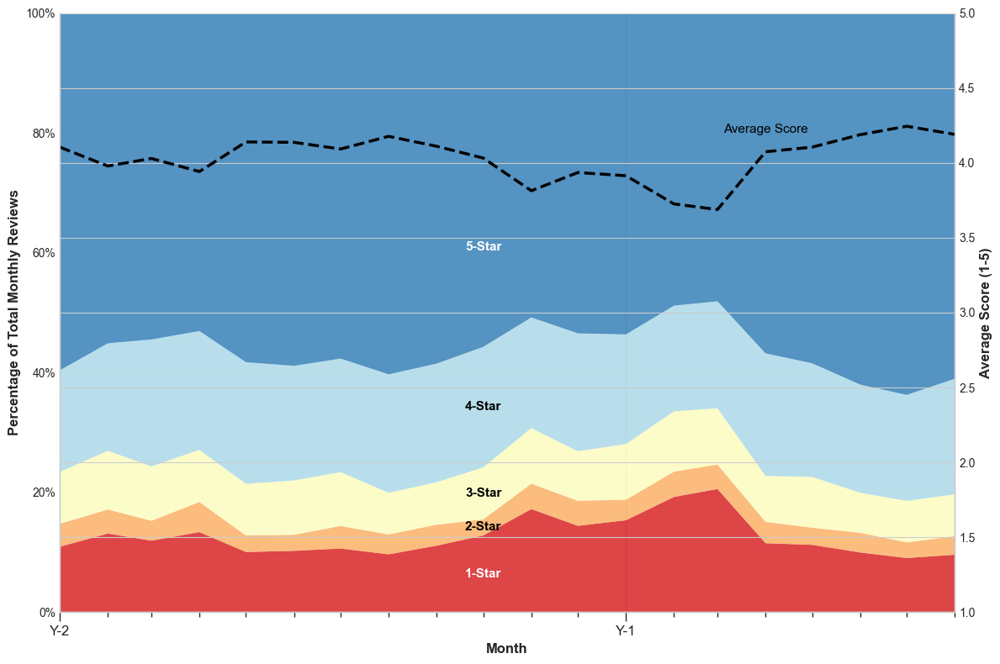 100%
80%
60%
40%
20%
0%
Percentage of Total Monthly Reviews
Average Score
5-Star
4-Star
3-Star
2-Star
1-Star
5.0
4.5
4.0
3.5
3.0
2.5
2.0
1.5
1.0
Average Score (1-5)
Y-2
Y-1
Month